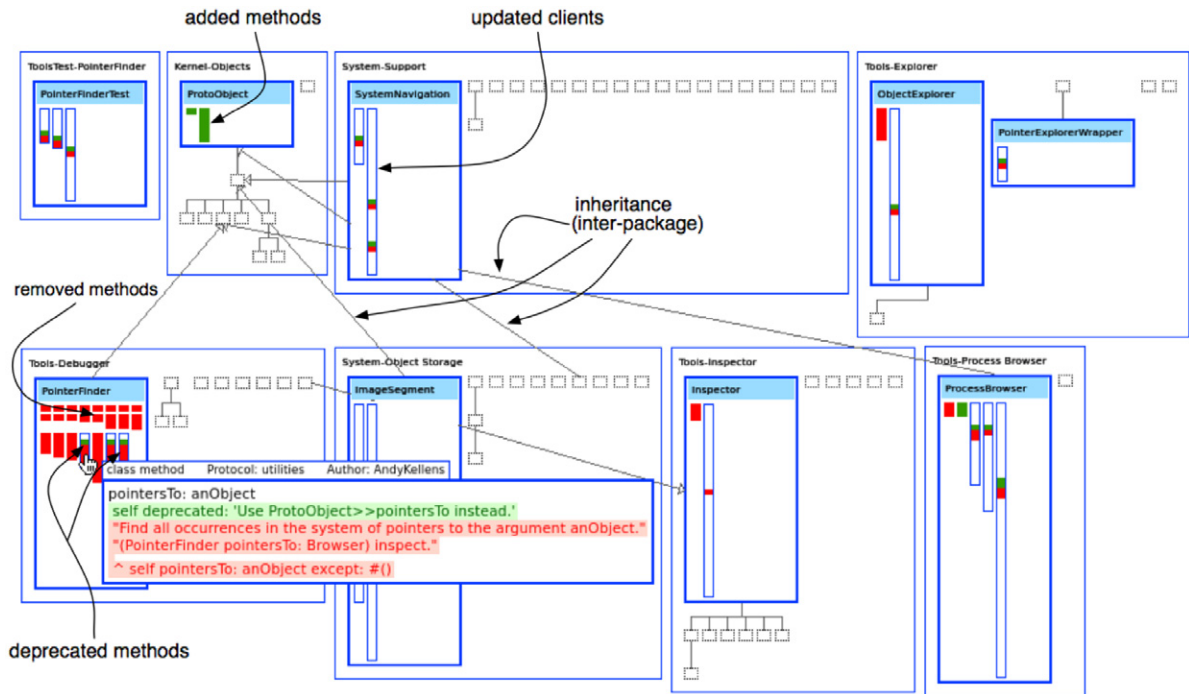 added methods
updated clients
ToolsTest-PointerFinder
Kernel-Objects
System-Support
Tools-Explorer
PointerFinderTest
ProtoObject
SystemNavigation
ObjectExplorer
PointerExplorerWrapper
inheritance
(inter-package)
removed methods
Tools-Debugger
System-Object Storage
Tools-Inspector
Tools-Process Browser
PointerFinder
ImageSegment
Inspector
ProcessBrowser
class method Protocol: utilities Author: AndyKellens
pointersTo: anObject
self deprecated: 'Use ProtoObject>>pointersTo instead.'
"Find all occurrences in the system of pointers to the argument anObject."
"(PointerFinder pointersTo: Browser) inspect."
^ self pointersTo: anObject except: #()
deprecated methods